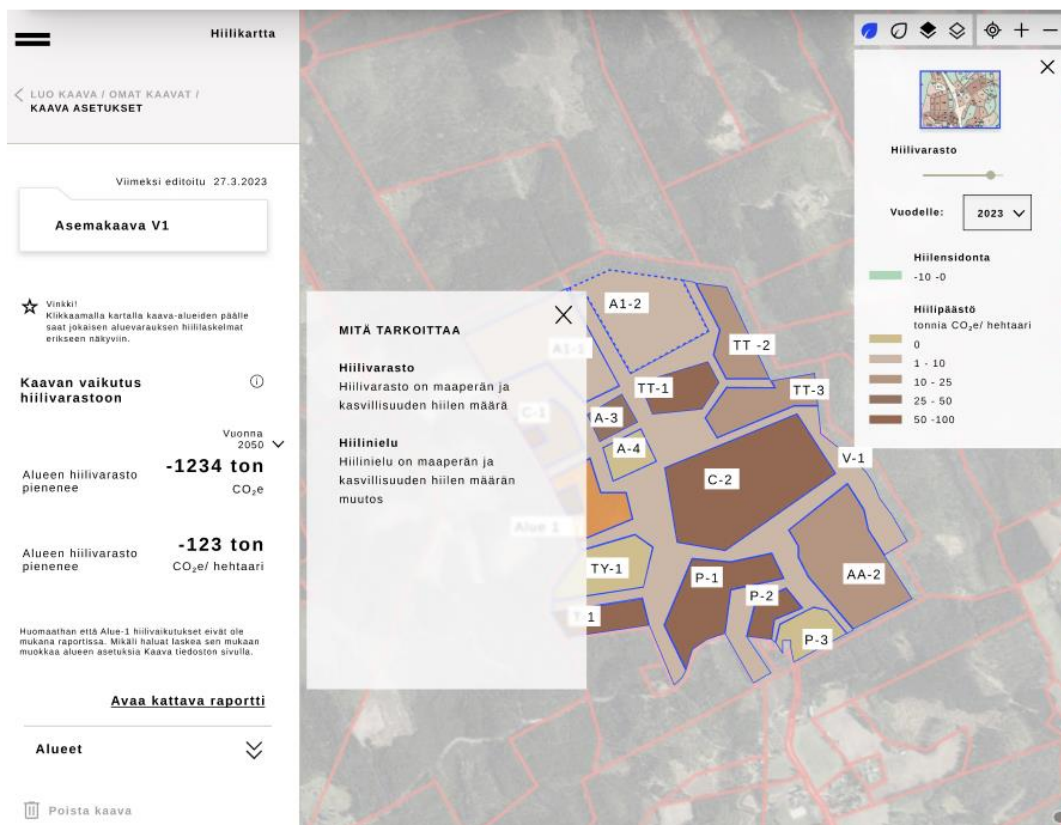 Hiilikartta
LUO KAAVA / OMAT KAAVAT /
KAAVA ASETUKSET
Viimeksi editoitu 27.3.2023
Asemakaava V1
Vinkki!
Klikkaamalla kartalla kaava-alueiden päälle
saat jokaisen aluevarauksen hiililaskelmat
erikseen näkyviin.
Kaavan vaikutus
hiilivarastoon
Vuonna
2050
Alueen hiilivarasto
pienenee
-1234 ton
CO₂e
Alueen hiilivarasto
pienenee
-123 ton
CO₂e/ hehtaari
Huomaathan että Alue-1 hiilivaikutukset eivät ole
mukana raportissa. Mikäli haluat laskea sen mukaan
muokkaa alueen asetuksia Kaava tiedoston sivulla.
Avaa kattava raportti
Alueet
Poista kaava
MITÄ TARKOITTAA
Hiilivarasto
Hiilivarasto on maaperän ja
kasvillisuuden hiilen määrä
Hiilinielu
Hiilinielu on maaperän ja
kasvillisuuden hiilen määrän
muutos
A1-2
A1-1
TT -2
TT-1
TT-3
C-1
A-3
A-4
V-1
C-2
Alue 1
TY-1
P-1
AA-2
P-2
T-1
P-3
Hiilivarasto
Vuodelle:
2023
Hiilensidonta
-10 -0
Hiilipäästö
tonnia CO₂e/ hehtaari
0
1 - 10
10 - 25
25 - 50
50 -100